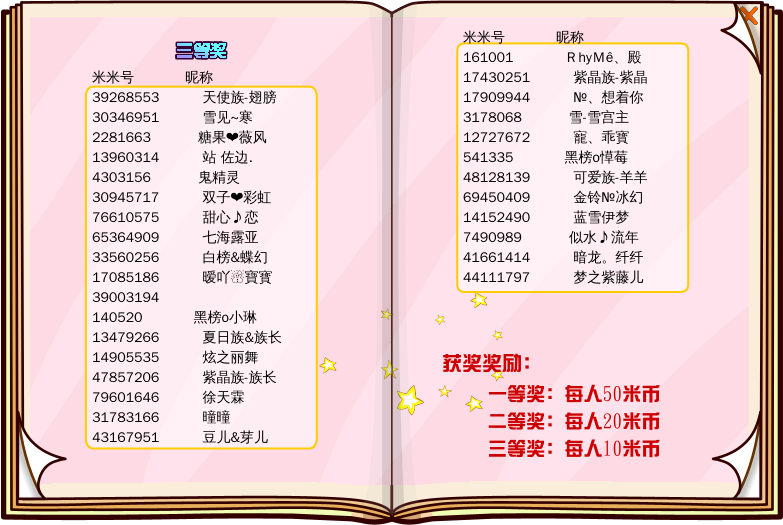 三等奖
米米号 昵称
39268553 天使族-翅膀
30346951 雪见~寒
2281663 糖果❤薇风
13960314 站 佐边.
4303156 鬼精灵
30945717 双子❤彩虹
76610575 甜心♪恋
65364909 七海露亚
33560256 白榜&蝶幻
17085186 暧吖☃寶寳
39003194
140520 黑榜o小琳
13479266 夏日族&族长
14905535 炫之丽舞
47857206 紫晶族-族长
79601646 徐天霖
31783166 曈曈
43167951 豆儿&芽儿
米米号 昵称
161001 RhyMê、殿
17430251 紫晶族-紫晶
17909944 №、想着你
3178068 雪-雪宫主
12727672 寵、乖寳
541335 黑榜o愺莓
48128139 可爱族-羊羊
69450409 金铃№冰幻
14152490 蓝雪伊梦
7490989 似水♪流年
41661414 暗龙。纤纤
44111797 梦之紫藤儿
获奖奖励：
一等奖：每人50米币
二等奖：每人20米币
三等奖：每人10米币